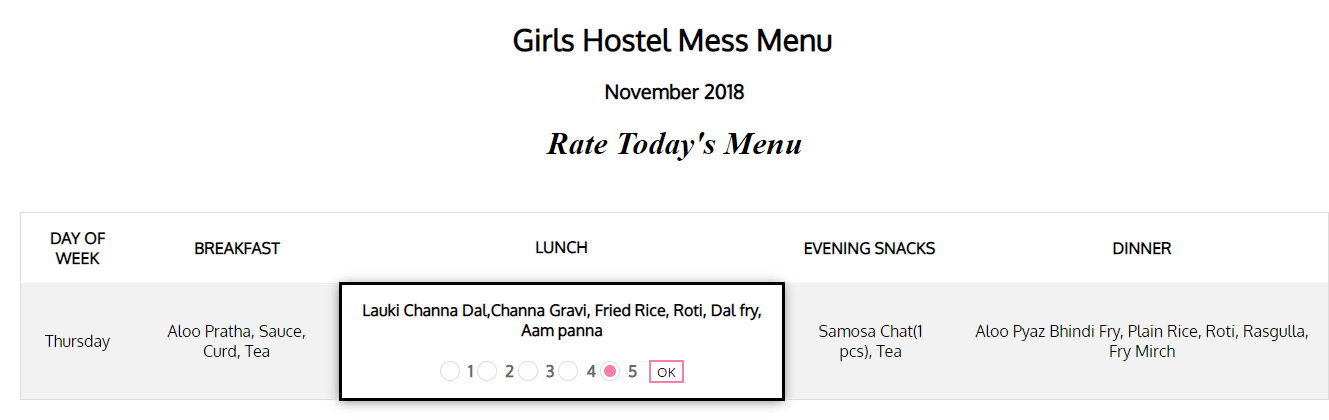 Girls Hostel Mess Menu
November 2018
Rate Today's Menu
DAY OF
WEEK
BREAKFAST
LUNCH
EVENING SNACKS
DINNER
Thursday
Aloo Pratha, Sauce,
Curd, Tea
Lauki Channa Dal,Channa Gravi, Fried Rice, Roti, Dal fry,
Aam panna
1 2 3 4 5 OK
Samosa Chat(1
pcs), Tea
Aloo Pyaz Bhindi Fry, Plain Rice, Roti, Rasgulla,
Fry Mirch